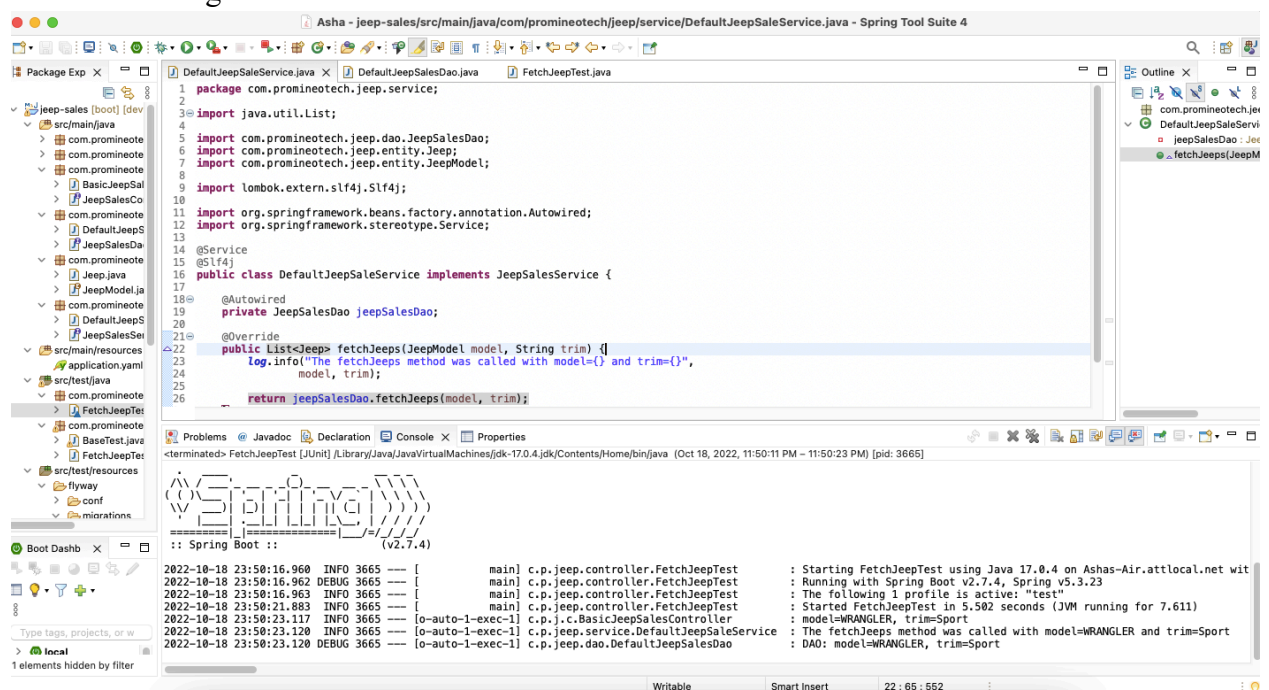 Asha - jeep-sales/src/main/java/com/promineotech/jeep/service/DefaultJeepSaleService.java - Spring Tool Suite 4
Package Exp
jeep-sales [boot] [dev
src/main/java
com.promineote
com.promineote
com.promineote
BasicJeepSal
JeepSalesCo
com.promineote
DefaultJeepS
JeepSalesDa
com.promineote
Jeep.java
JeepModel.ja
com.promineote
DefaultJeepS
JeepSalesSer
src/main/resources
application.yaml
src/test/java
com.promineote
FetchJeepTes
com.promineote
BaseTest.java
FetchJeepTes
src/test/resources
flyway
conf
migrations
Boot Dashb
Type tags, projects, or w
local
1 elements hidden by filter
DefaultJeepSaleService.java
DefaultJeepSalesDao.java
FetchJeepTest.java
1 package com.promineotech.jeep.service;
2
3 import java.util.List;
4
5 import com.promineotech.jeep.dao.JeepSalesDao;
6 import com.promineotech.jeep.entity.Jeep;
7 import com.promineotech.jeep.entity.JeepModel;
8
9 import lombok.extern.slf4j.Slf4j;
10
11 import org.springframework.beans.factory.annotation.Autowired;
12 import org.springframework.stereotype.Service;
13
14 @Service
15 @Slf4j
16 public class DefaultJeepSaleService implements JeepSalesService {
17
18 @Autowired
19 private JeepSalesDao jeepSalesDao;
20
21 @Override
22 public List<Jeep> fetchJeeps(JeepModel model, String trim) {
23 log.info("The fetchJeeps method was called with model={} and trim={}",
24 model, trim);
25
26 return jeepSalesDao.fetchJeeps(model, trim);
Outline
com.promineotech.jee
DefaultJeepSaleServi
jeepSalesDao : Jee
fetchJeeps(JeepM
Problems @ Javadoc Declaration Console Properties
<terminated> FetchJeepTest [JUnit] /Library/Java/JavaVirtualMachines/jdk-17.0.4.jdk/Contents/Home/bin/java (Oct 18, 2022, 11:50:11 PM – 11:50:23 PM) [pid: 3665]
Spring
:: Spring Boot :: (v2.7.4)
2022-10-18 23:50:16.960 INFO 3665 --- [ main] c.p.jeep.controller.FetchJeepTest : Starting FetchJeepTest using Java 17.0.4 on Ashas-Air.attlocal.net wit
2022-10-18 23:50:16.962 DEBUG 3665 --- [ main] c.p.jeep.controller.FetchJeepTest : Running with Spring Boot v2.7.4, Spring v5.3.23
2022-10-18 23:50:16.963 INFO 3665 --- [ main] c.p.jeep.controller.FetchJeepTest : The following 1 profile is active: "test"
2022-10-18 23:50:21.883 INFO 3665 --- [ main] c.p.jeep.controller.FetchJeepTest : Started FetchJeepTest in 5.502 seconds (JVM running for 7.611)
2022-10-18 23:50:23.117 INFO 3665 --- [o-auto-1-exec-1] c.p.j.c.BasicJeepSalesController : model=WRANGLER, trim=Sport
2022-10-18 23:50:23.120 INFO 3665 --- [o-auto-1-exec-1] c.p.jeep.service.DefaultJeepSaleService : The fetchJeeps method was called with model=WRANGLER and trim=Sport
2022-10-18 23:50:23.120 DEBUG 3665 --- [o-auto-1-exec-1] c.p.jeep.dao.DefaultJeepSalesDao : DAO: model=WRANGLER, trim=Sport
Writable Smart Insert 22 : 65 : 552